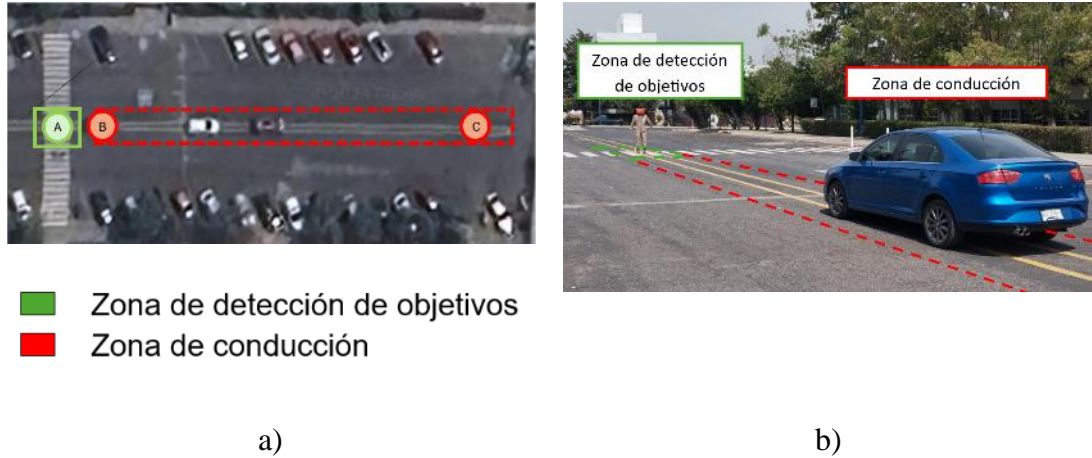 A
B
C
Zona de detección
de objetivos
Zona de conducción
Zona de detección de objetivos
Zona de conducción
a)
b)